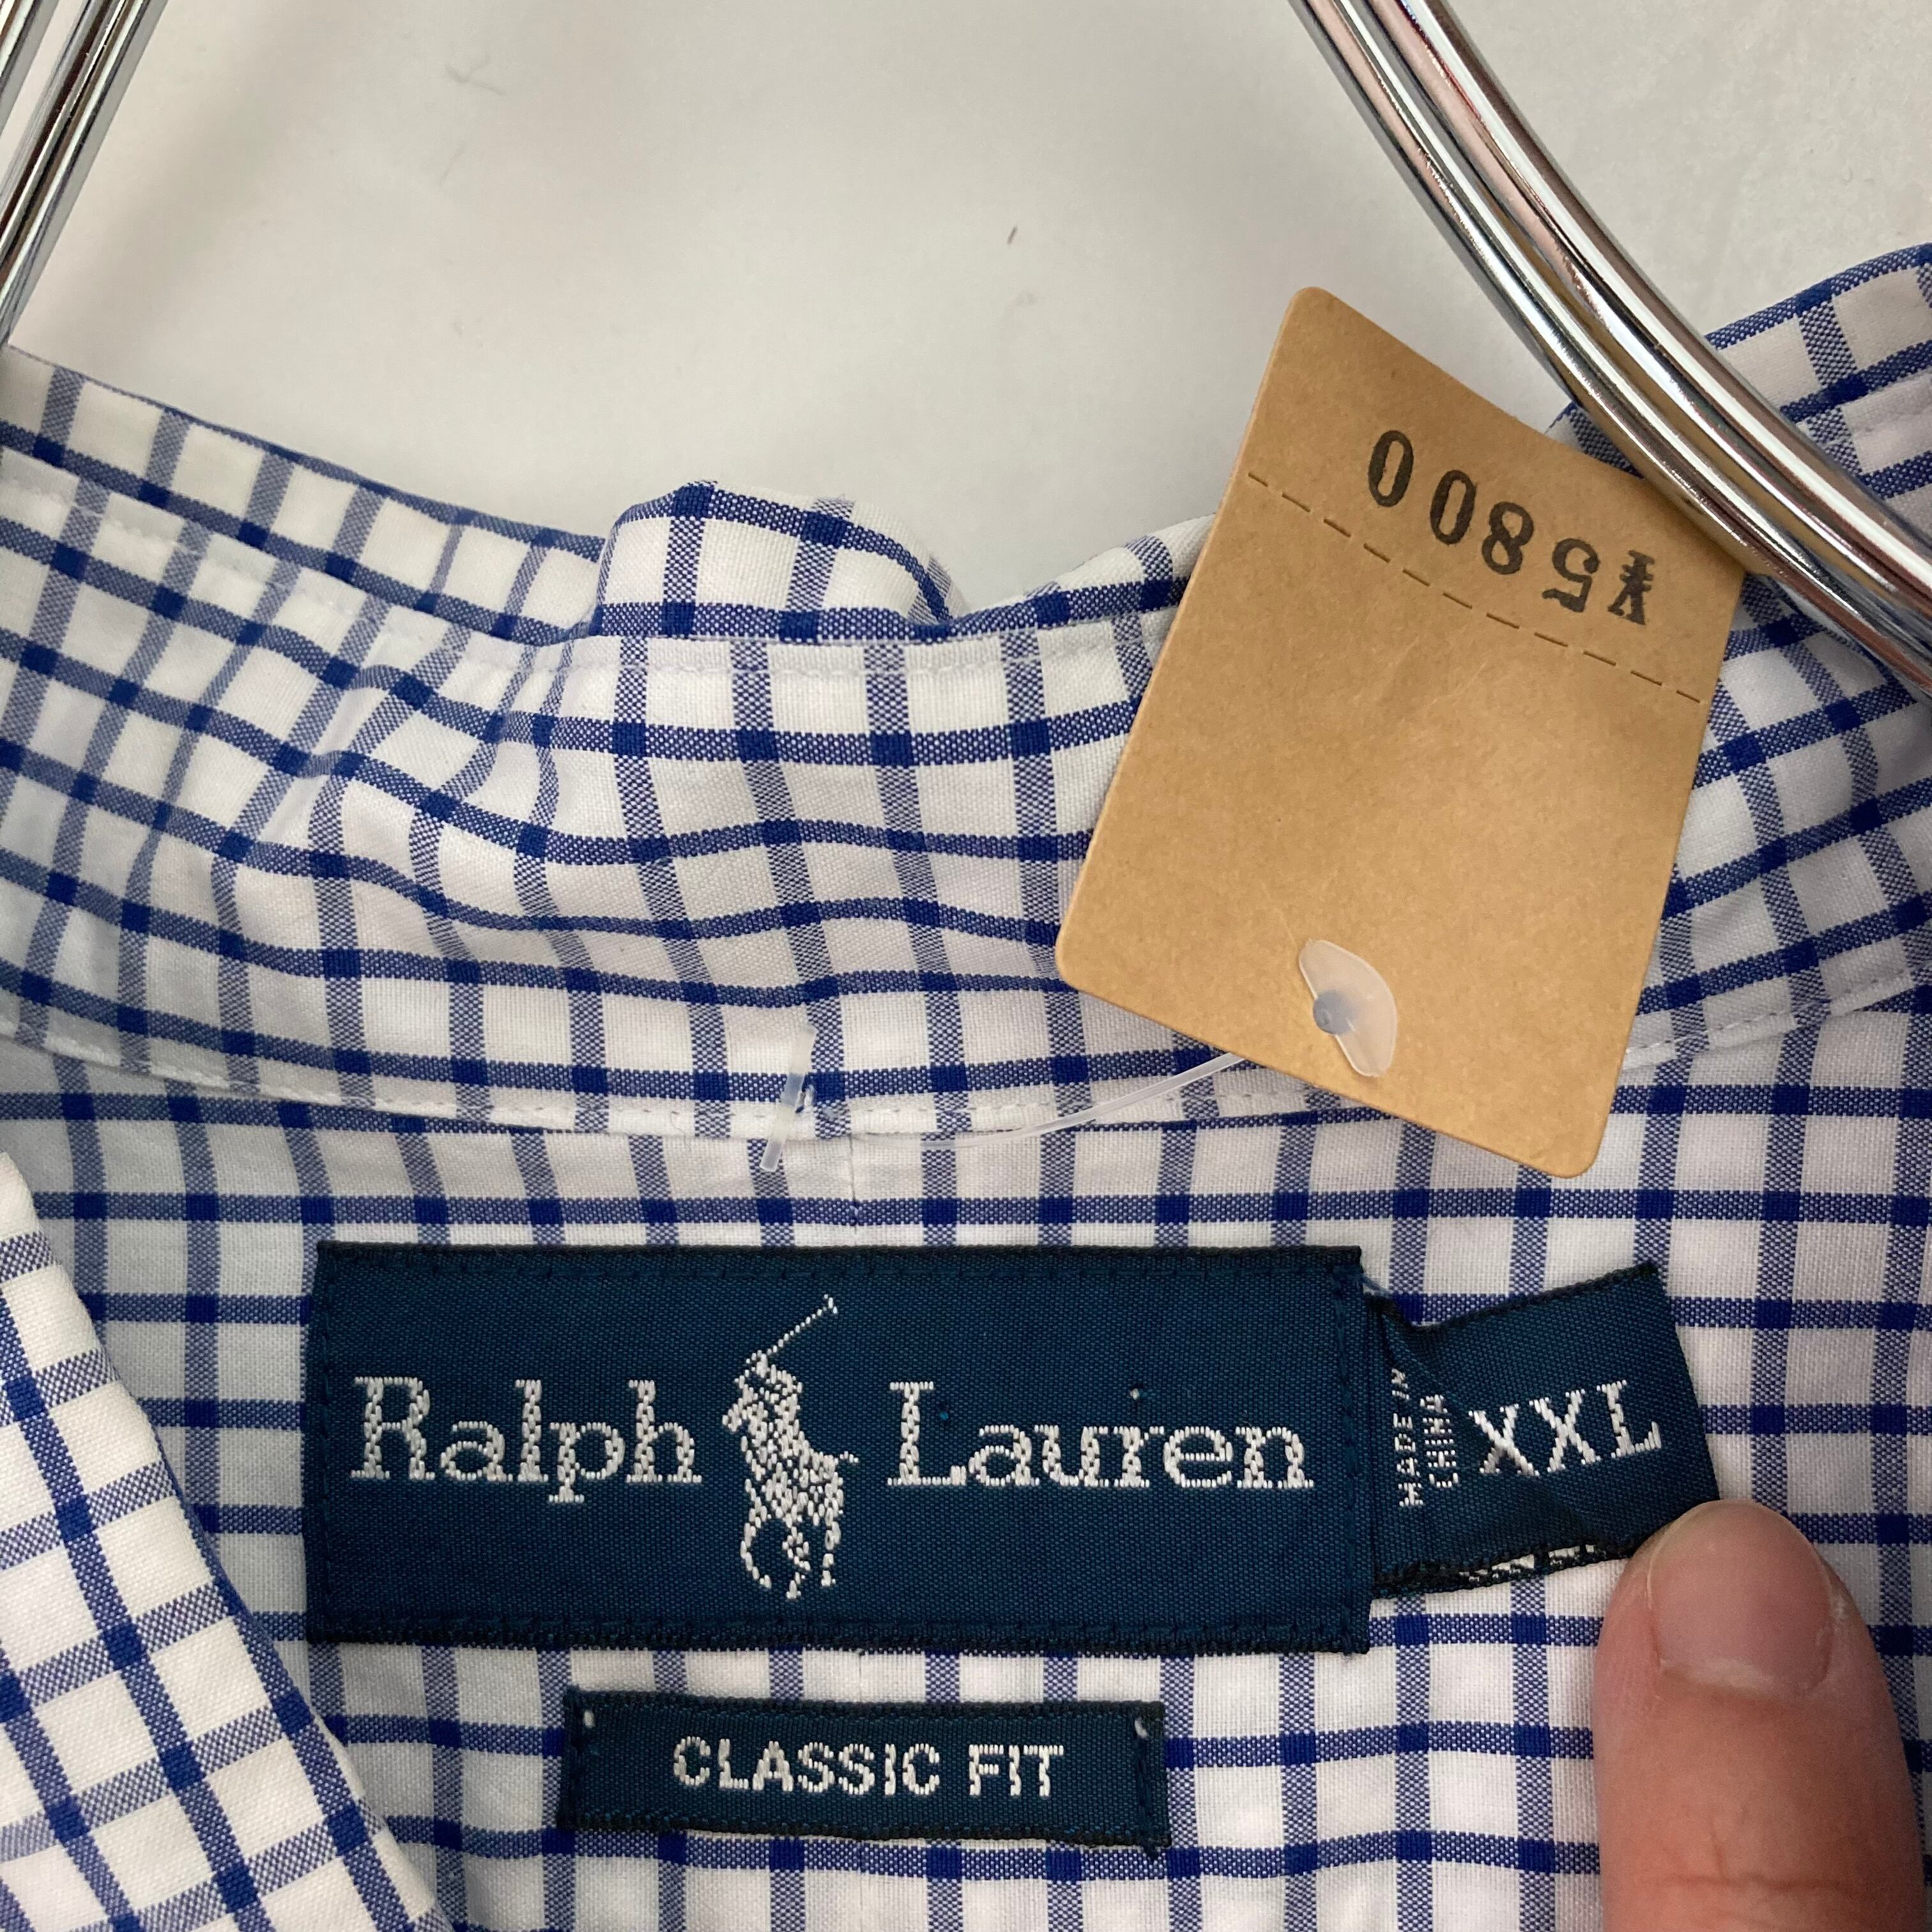 ¥5800
Ralph Lauren
MADE IN
CHINA
XXL
CLASSIC FIT